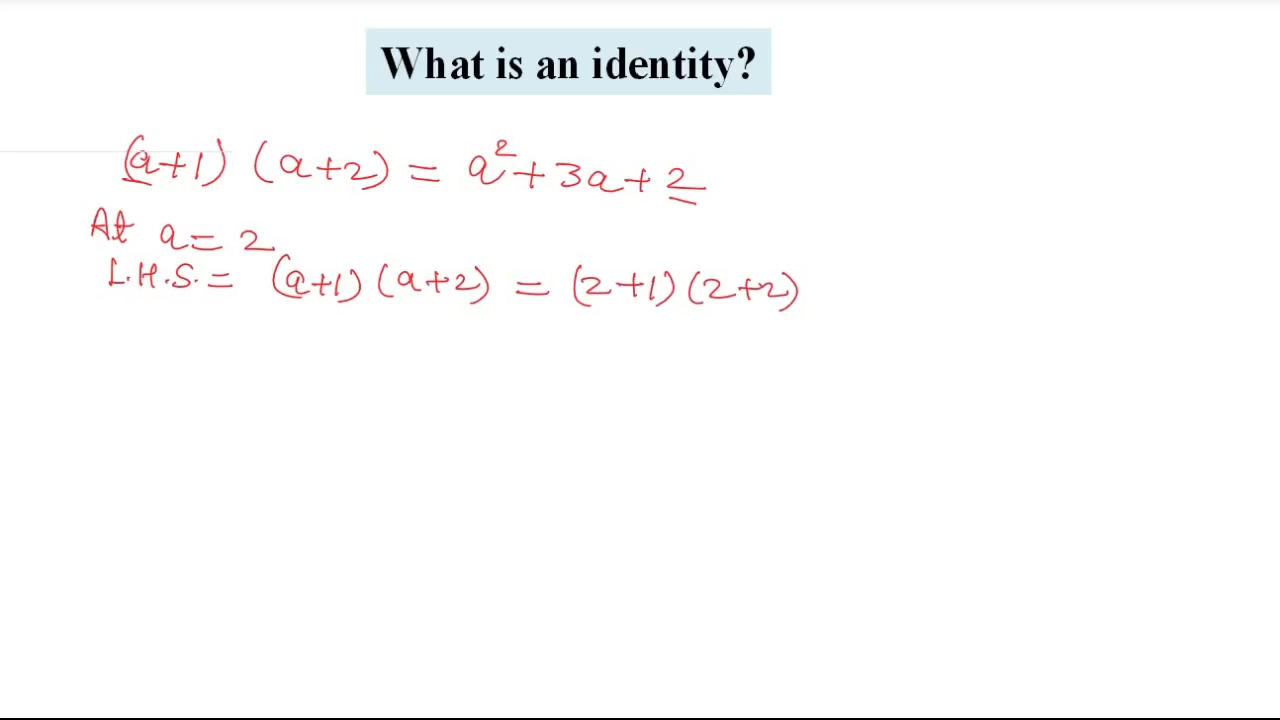 What is an identity?
(a+1) (a+2) = a² + 3a + 2
At a = 2
L.H.S. = (a+1) (a+2) = (2+1) (2+2)